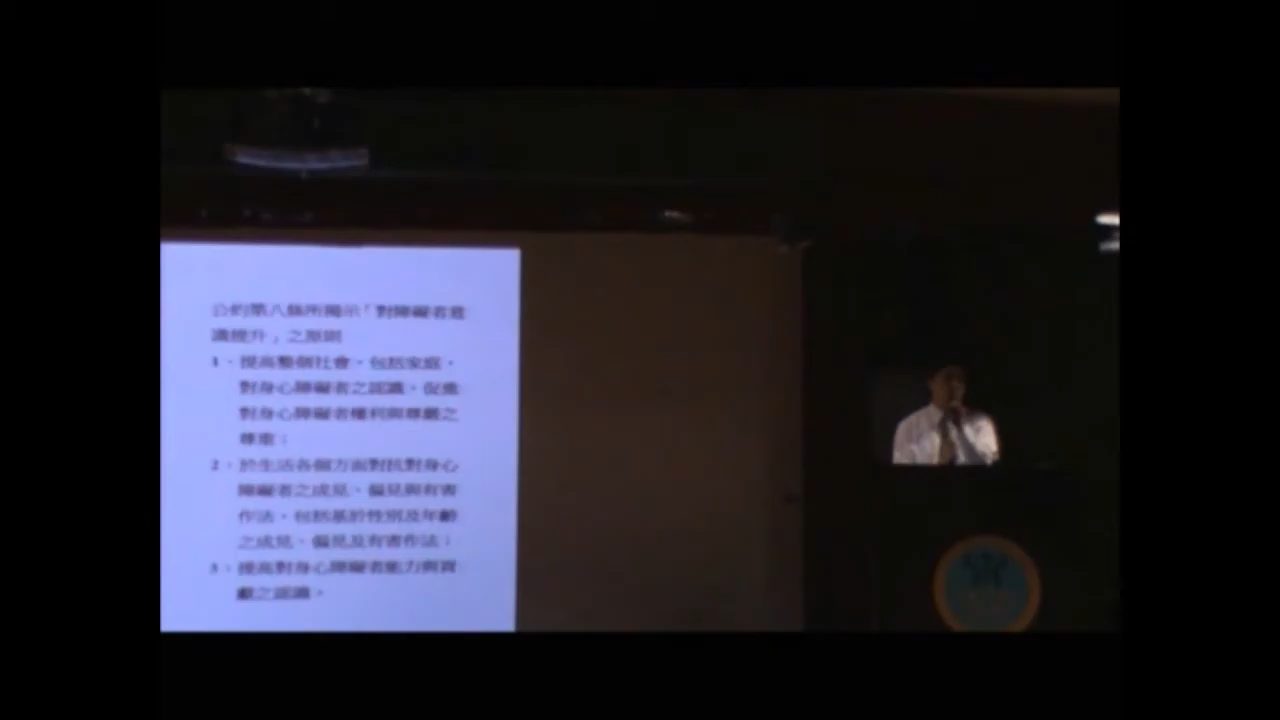 公約第八條所揭示「對障礙者意
識提升」之原則
1、提高整個社會,包括家庭,
對身心障礙者之認識,促進
對身心障礙者權利與尊嚴之
尊重;
2、於生活各個方面對抗對身心
障礙者之成見、偏見與有害
作法,包括基於性別及年齡
之成見、偏見及有害作法;
3、提高對身心障礙者能力與貢
獻之認識。